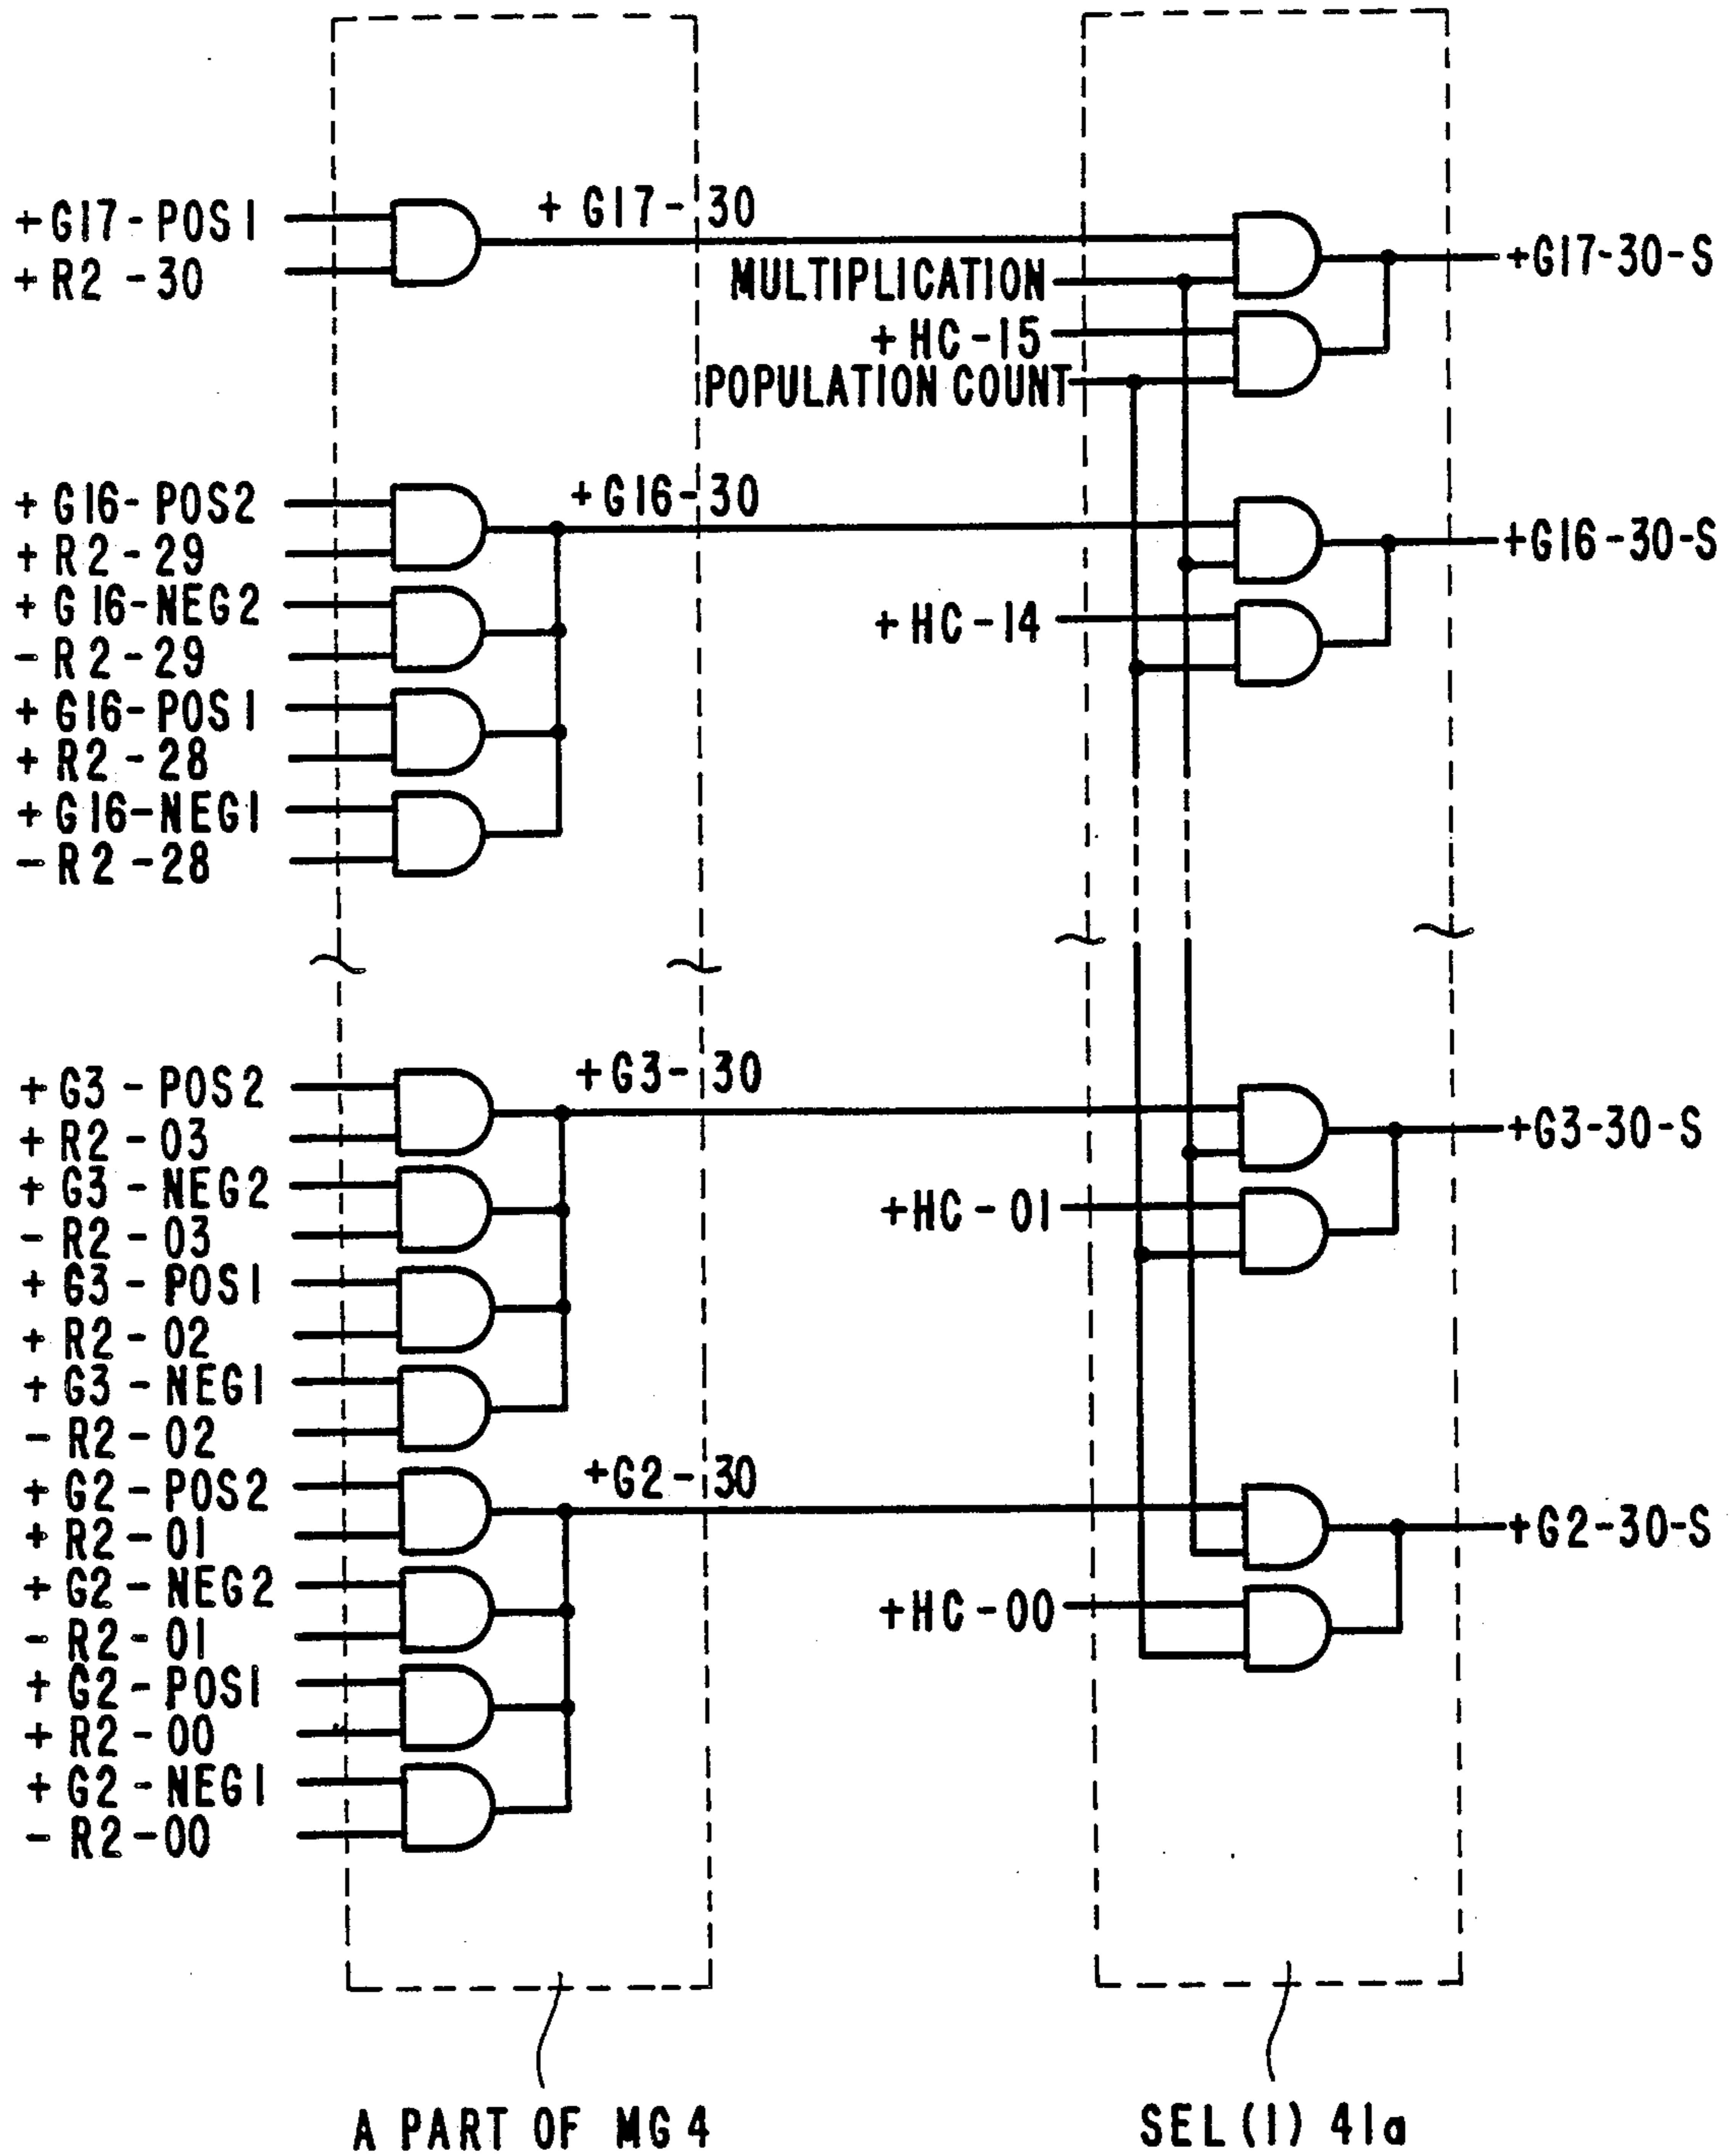 +G17-POS1
+R2-30
+G17-30
MULTIPLICATION
+HC-15
POPULATION COUNT
+G17-30-S
+G16-POS2
+R2-29
+G16-NEG2
-R2-29
+G16-POS1
+R2-28
+G16-NEG1
-R2-28
+G16-30
+HC-14
+G16-30-S
+G3-POS2
+R2-03
+G3-NEG2
-R2-03
+G3-POS1
+R2-02
+G3-NEG1
-R2-02
+G3-30
+HC-01
+G3-30-S
+G2-POS2
+R2-01
+G2-NEG2
-R2-01
+G2-POS1
+R2-00
+G2-NEG1
-R2-00
+G2-30
+HC-00
+G2-30-S
A PART OF MG4
SEL(1) 41a